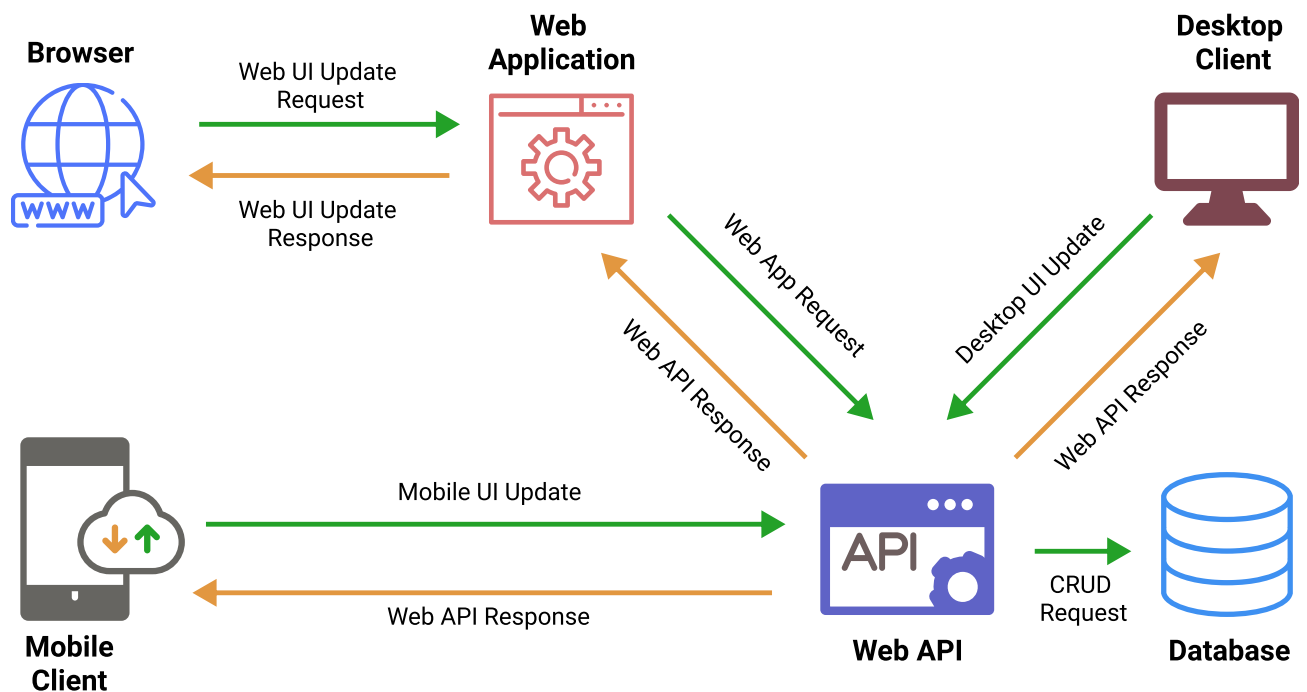 Web
Application
Desktop
Client
Browser
Web UI Update
Request
WWW
Web UI Update
Response
Web App Request
Desktop UI Update
Web API Response
Web API Response
Mobile UI Update
API
Web API Response
CRUD
Request
Mobile
Client
Web API
Database